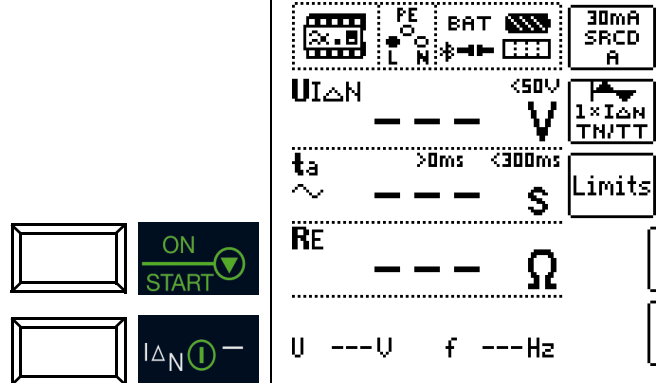 ON
START
I△N
PE
L N
BAT
30mA
SRCD
A
UI△N <50V
--- V
1×I△N
TN/TT
ta >0ms <300ms
~ --- s
Limits
RE
--- Ω
U ---V f ---Hz